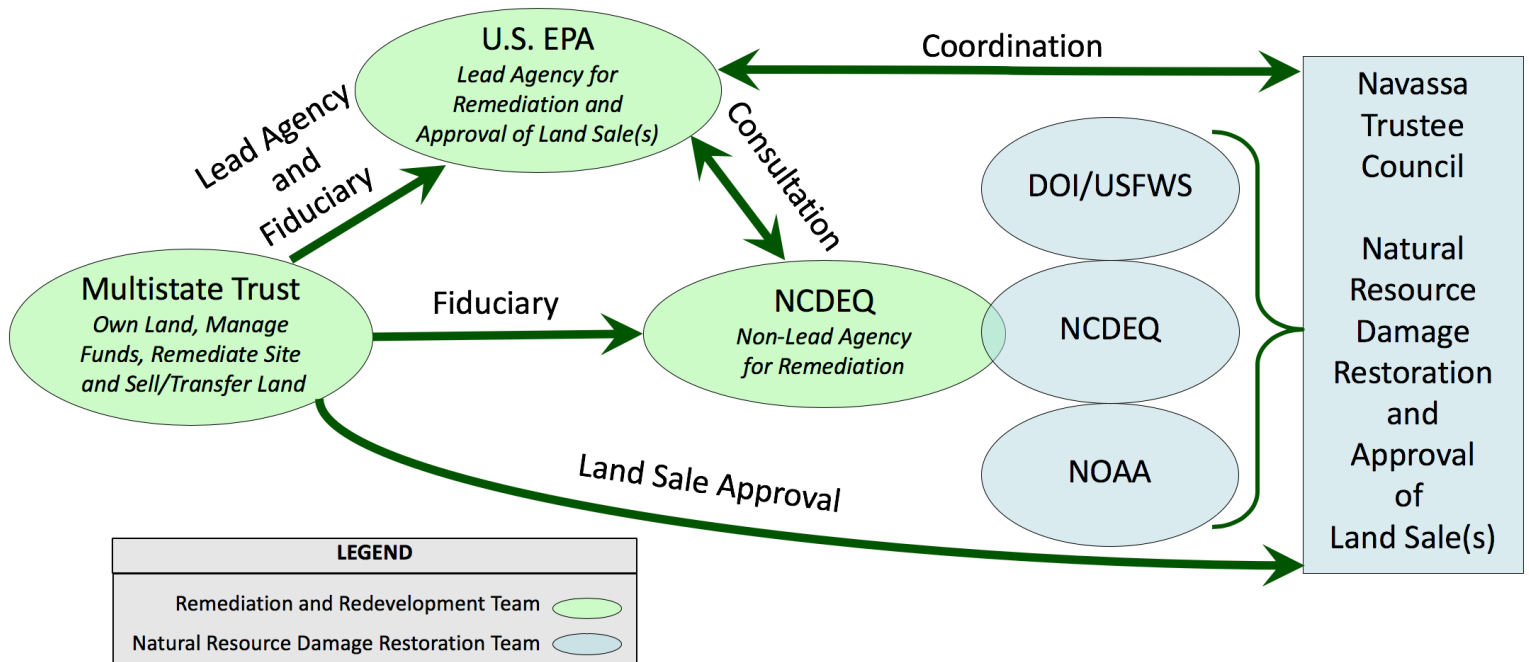 U.S. EPA
Lead Agency for
Remediation and
Approval of Land Sale(s)
Coordination
Lead Agency
and
Fiduciary
Consultation
Multistate Trust
Own Land, Manage
Funds, Remediate Site
and Sell/Transfer Land
Fiduciary
NCDEQ
Non-Lead Agency
for Remediation
DOI/USFWS
NCDEQ
NOAA
Navassa
Trustee
Council
Natural
Resource
Damage
Restoration
and
Approval
of
Land Sale(s)
Land Sale Approval
LEGEND
Remediation and Redevelopment Team
Natural Resource Damage Restoration Team